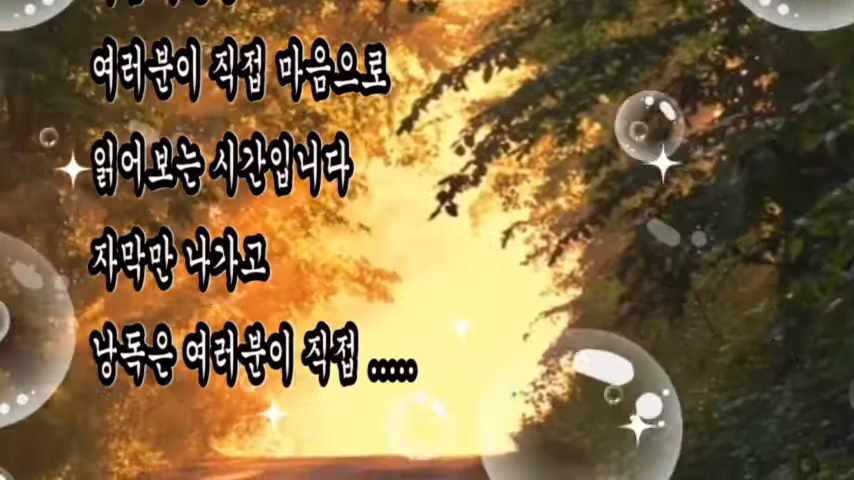 여러분이 직접 마음으로
읽어보는 시간입니다
자막만 나가고
낭독은 여러분이 직접 .....